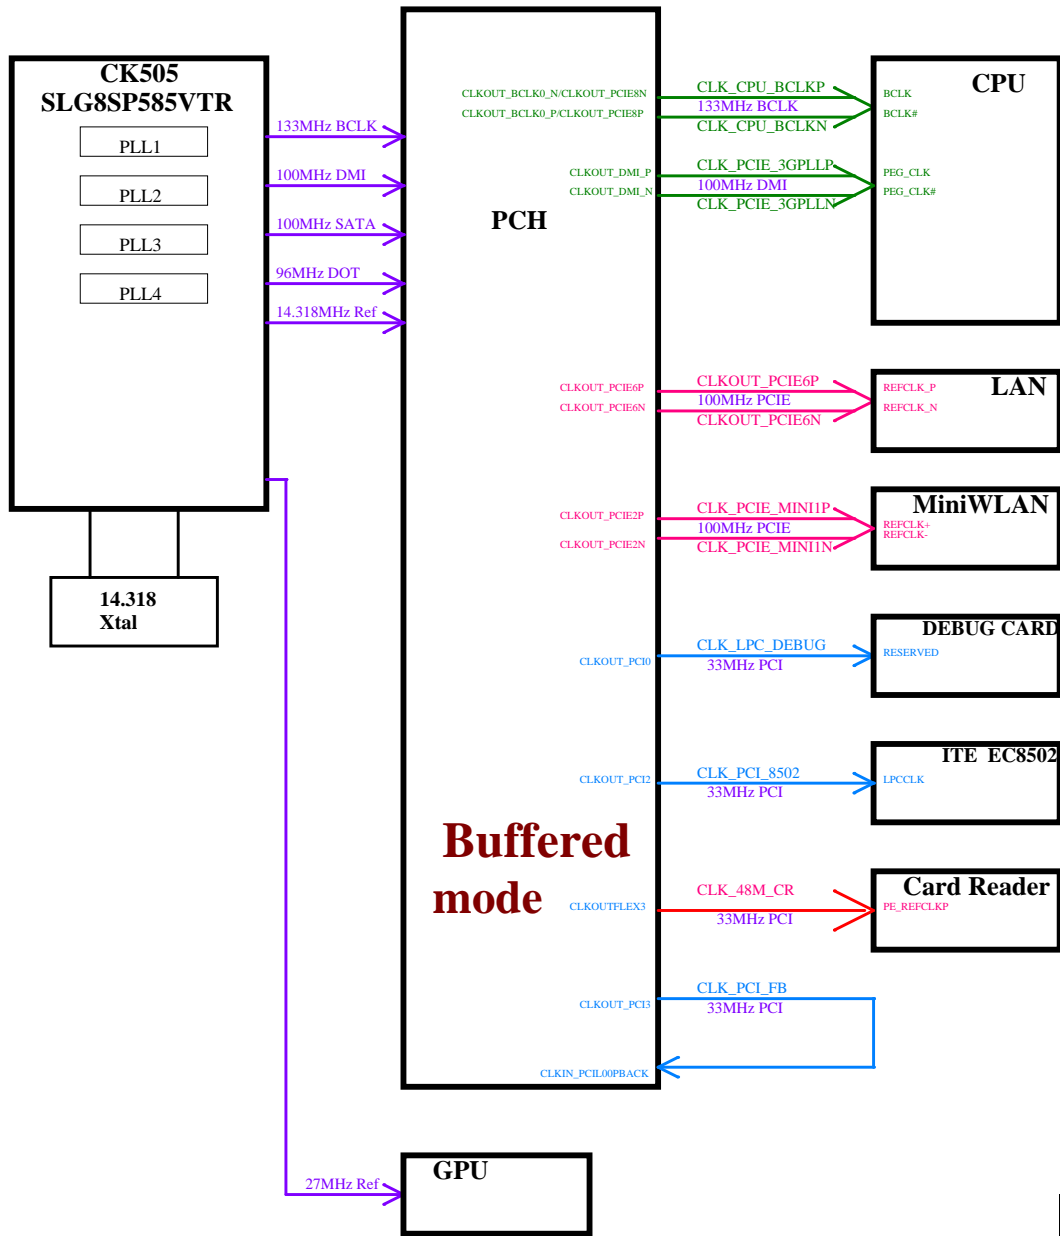 CK505
SLG8SP585VTR
PLL1
PLL2
PLL3
PLL4
14.318
Xtal
133MHz BCLK
100MHz DMI
100MHz SATA
96MHz DOT
14.318MHz Ref
27MHz Ref
PCH
Buffered
mode
GPU
CLKOUT_BCLK0_N/CLKOUT_PCIE8N
CLKOUT_BCLK0_P/CLKOUT_PCIE8P
CLKOUT_DMI_P
CLKOUT_DMI_N
CLKOUT_PCIE6P
CLKOUT_PCIE6N
CLKOUT_PCIE2P
CLKOUT_PCIE2N
CLKOUT_PCI0
CLKOUT_PCI2
CLKOUTFLEX3
CLKOUT_PCI3
CLKIN_PCIL00PBACK
CLK_CPU_BCLKP
133MHz BCLK
CLK_CPU_BCLKN
CLK_PCIE_3GPLLP
100MHz DMI
CLK_PCIE_3GPLLN
CLKOUT_PCIE6P
100MHz PCIE
CLKOUT_PCIE6N
CLK_PCIE_MINI1P
100MHz PCIE
CLK_PCIE_MINI1N
CLK_LPC_DEBUG
33MHz PCI
CLK_PCI_8502
33MHz PCI
CLK_48M_CR
33MHz PCI
CLK_PCI_FB
33MHz PCI
CPU
BCLK
BCLK#
PEG_CLK
PEG_CLK#
LAN
REFCLK_P
REFCLK_N
MiniWLAN
REFCLK+
REFCLK-
DEBUG CARD
RESERVED
ITE EC8502
LPCCLK
Card Reader
PE_REFCLKP